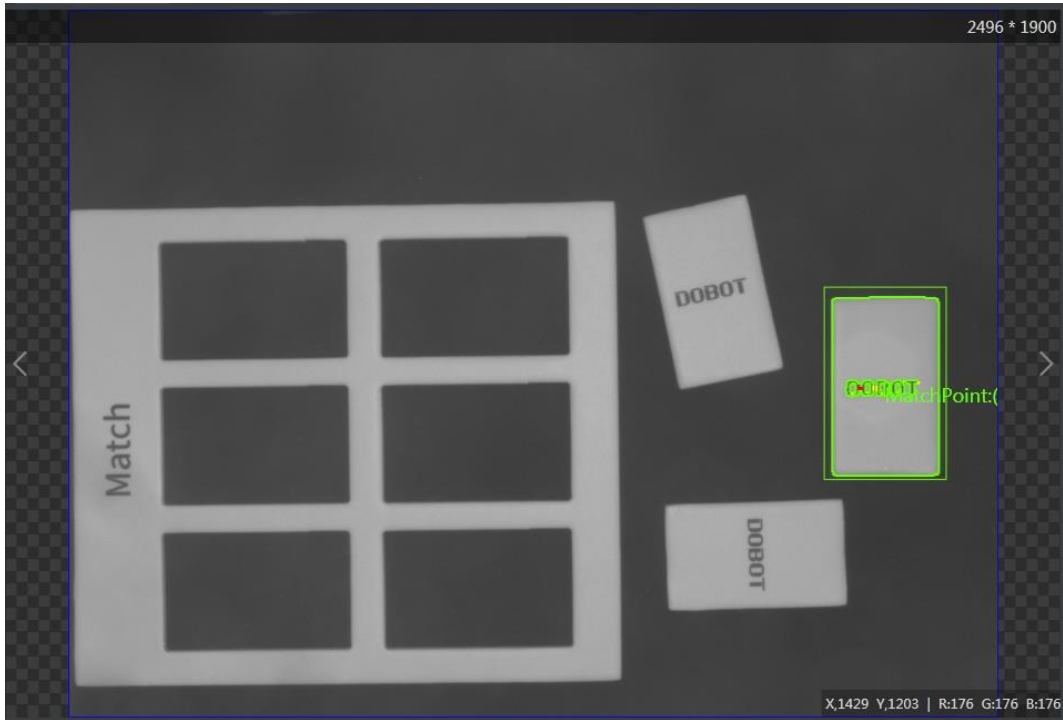 2496 * 1900
DOBOT
DOBOT
MatchPoint:(
Match
DOBOT
X,1429 Y,1203 | R:176 G:176 B:176